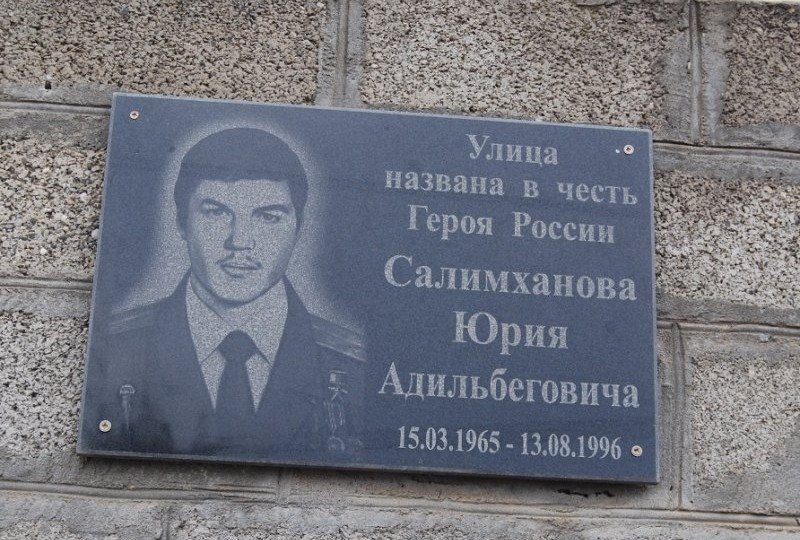 Улица
названа в честь
Героя России
Салимханова
Юрия
Адильбеговича
15.03.1965 - 13.08.1996